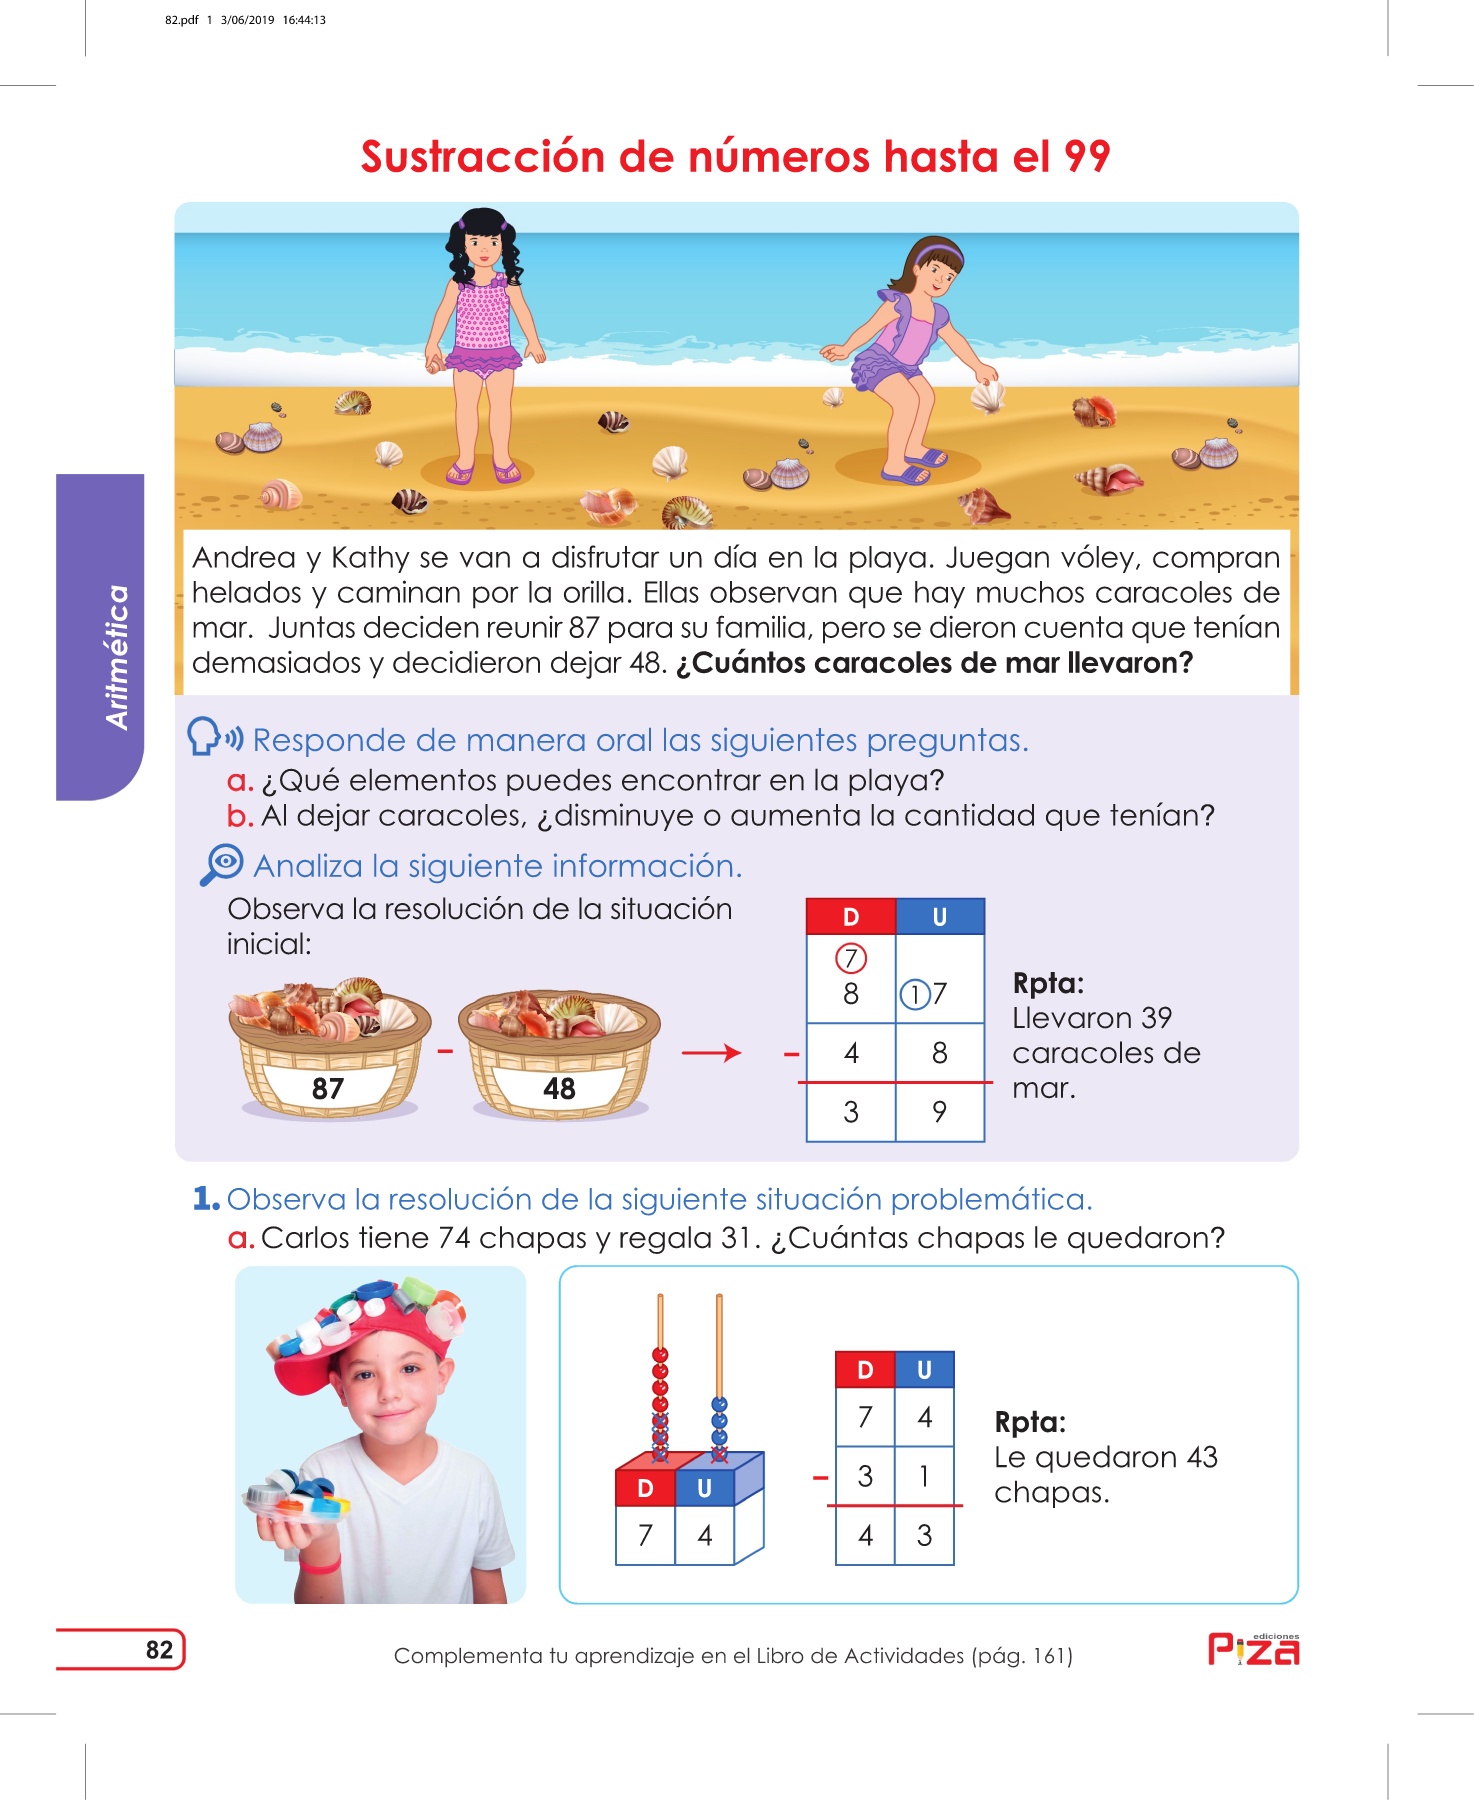 82.pdf 1 3/06/2019 16:44:13
Sustracción de números hasta el 99
Andrea y Kathy se van a disfrutar un día en la playa. Juegan vóley, compran
helados y caminan por la orilla. Ellas observan que hay muchos caracoles de
mar. Juntas deciden reunir 87 para su familia, pero se dieron cuenta que tenían
demasiados y decidieron dejar 48. ¿Cuántos caracoles de mar llevaron?
Aritmética
Responde de manera oral las siguientes preguntas.
a. ¿Qué elementos puedes encontrar en la playa?
b. Al dejar caracoles, ¿disminuye o aumenta la cantidad que tenían?
Analiza la siguiente información.
Observa la resolución de la situación
inicial:
87 - 48
D U
7
8 1 7
- 4 8
3 9
Rpta:
Llevaron 39
caracoles de
mar.
1. Observa la resolución de la siguiente situación problemática.
a. Carlos tiene 74 chapas y regala 31. ¿Cuántas chapas le quedaron?
D U
7 4
D U
7 4
- 3 1
4 3
Rpta:
Le quedaron 43
chapas.
82
Complementa tu aprendizaje en el Libro de Actividades (pág. 161)
ediciones
Piza